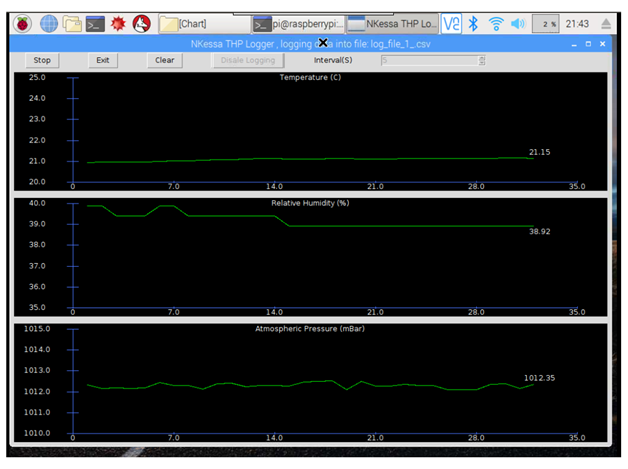 [Chart] pi@raspberrypi:... NKessa THP Lo... V2 2 % 21:43
NKessa THP Logger , logging data into file: log_file_1_.csv
Stop Exit Clear Disale Logging Interval(S) 5
Temperature (C)
25.0
24.0
23.0
22.0
21.15
21.0
20.0
0 7.0 14.0 21.0 28.0 35.0
Relative Humidity (%)
40.0
39.0
38.92
38.0
37.0
36.0
35.0
0 7.0 14.0 21.0 28.0 35.0
Atmospheric Pressure (mBar)
1015.0
1014.0
1013.0
1012.35
1012.0
1011.0
1010.0
0 7.0 14.0 21.0 28.0 35.0